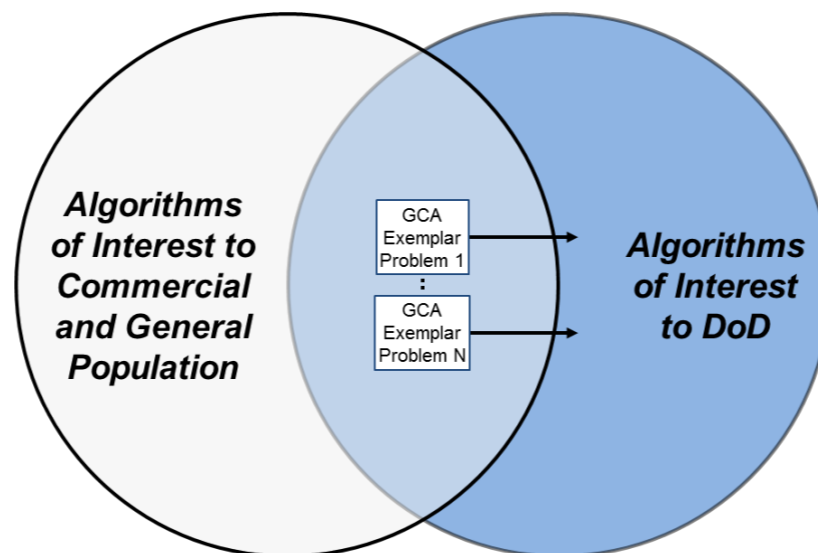 Algorithms
of Interest to
Commercial
and General
Population
GCA
Exemplar
Problem 1
:
GCA
Exemplar
Problem N
Algorithms
of Interest
to DoD